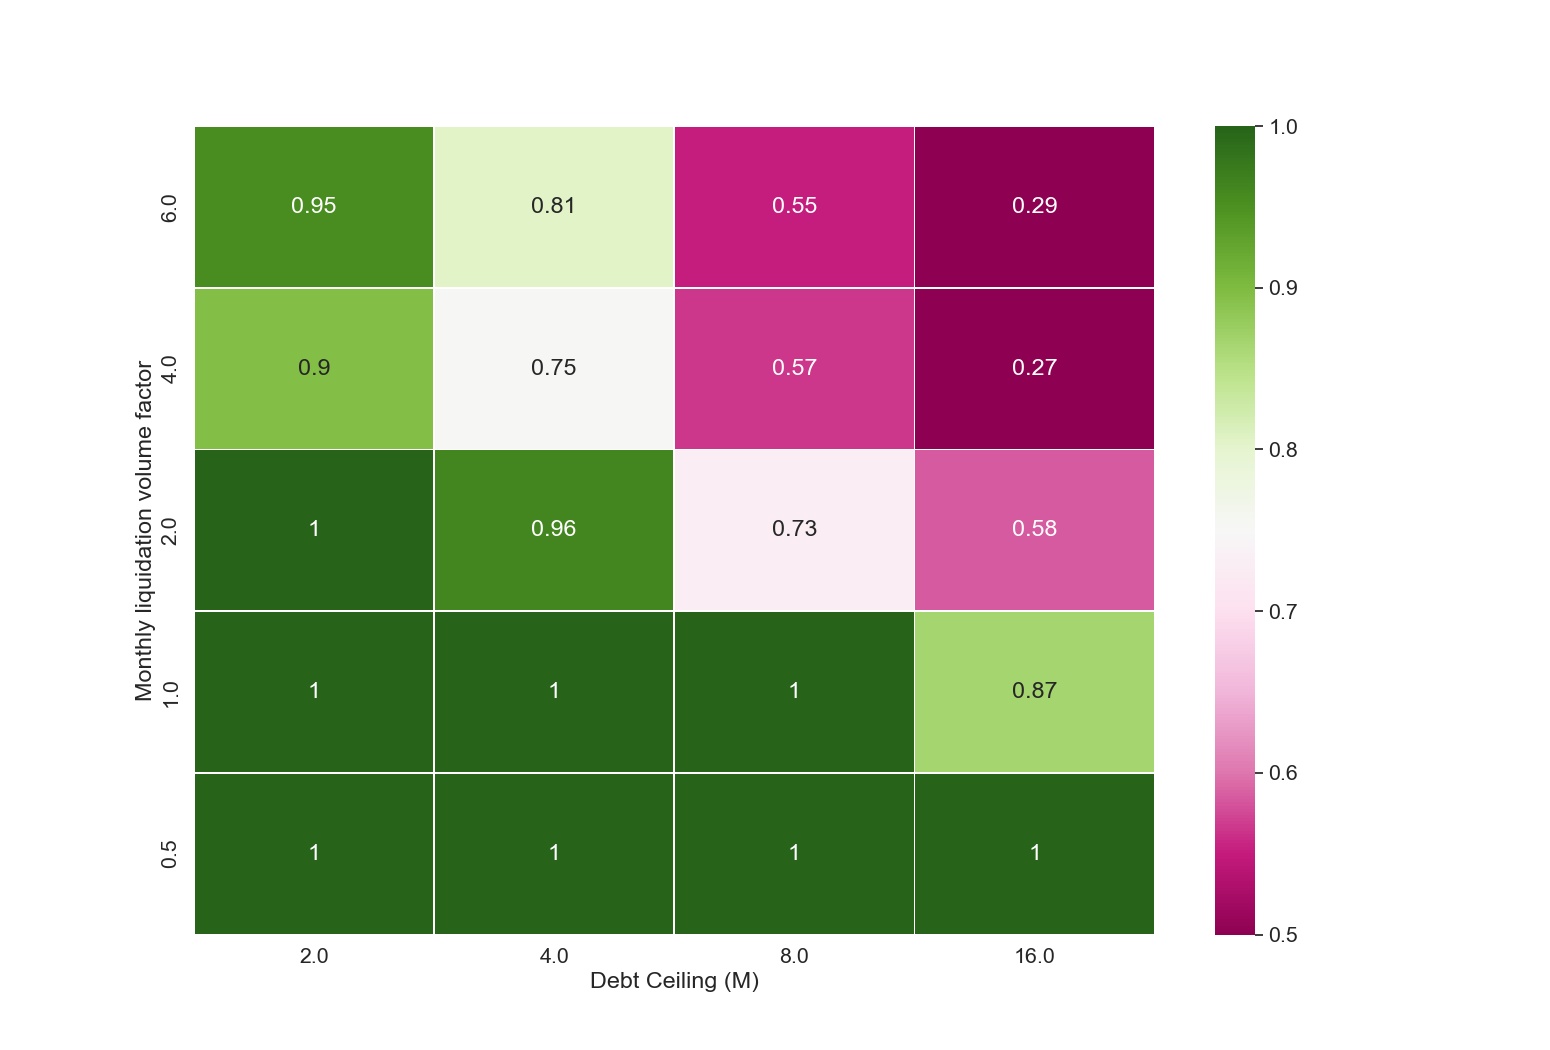 Monthly liquidation volume factor
6.0 0.95 0.81 0.55 0.29
4.0 0.9 0.75 0.57 0.27
2.0 1 0.96 0.73 0.58
1.0 1 1 1 0.87
0.5 1 1 1 1
2.0 4.0 8.0 16.0
Debt Ceiling (M)
1.0
0.9
0.8
0.7
0.6
0.5